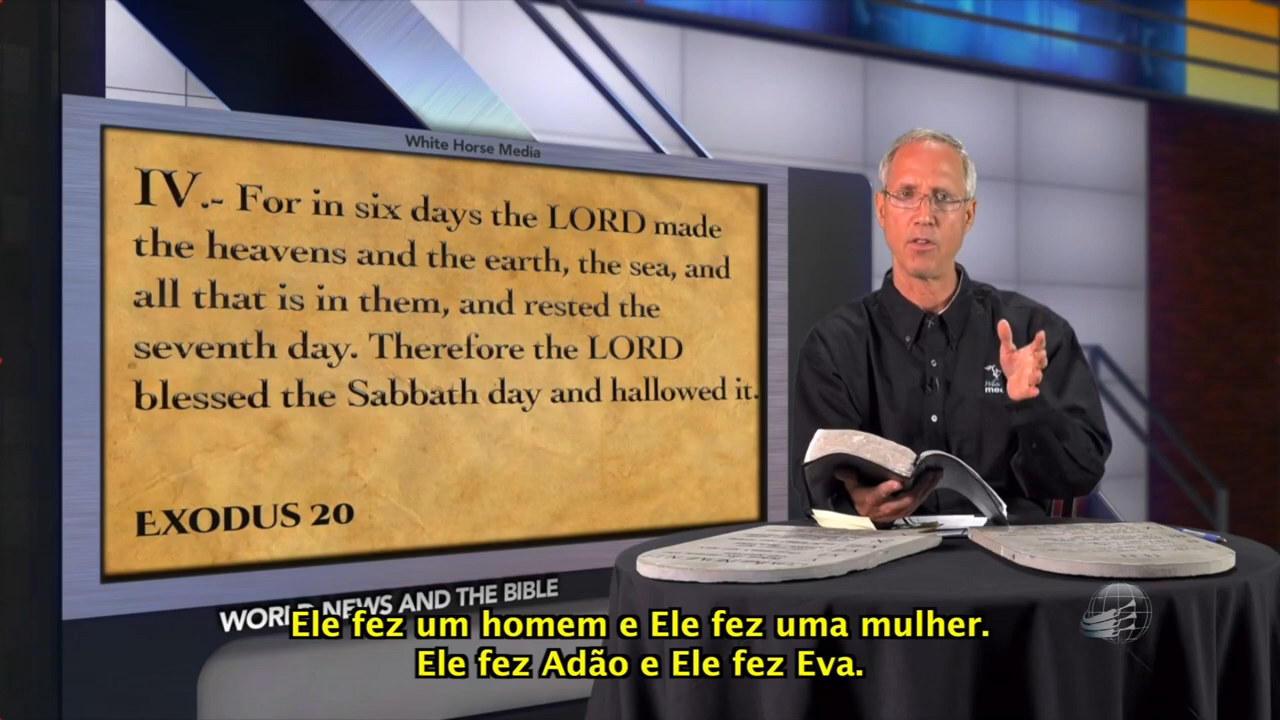 White Horse Media
IV.- For in six days the LORD made
the heavens and the earth, the sea, and
all that is in them, and rested the
seventh day. Therefore the LORD
blessed the Sabbath day and hallowed it.
EXODUS 20
WORLD NEWS AND THE BIBLE
Ele fez um homem e Ele fez uma mulher.
Ele fez Adão e Ele fez Eva.